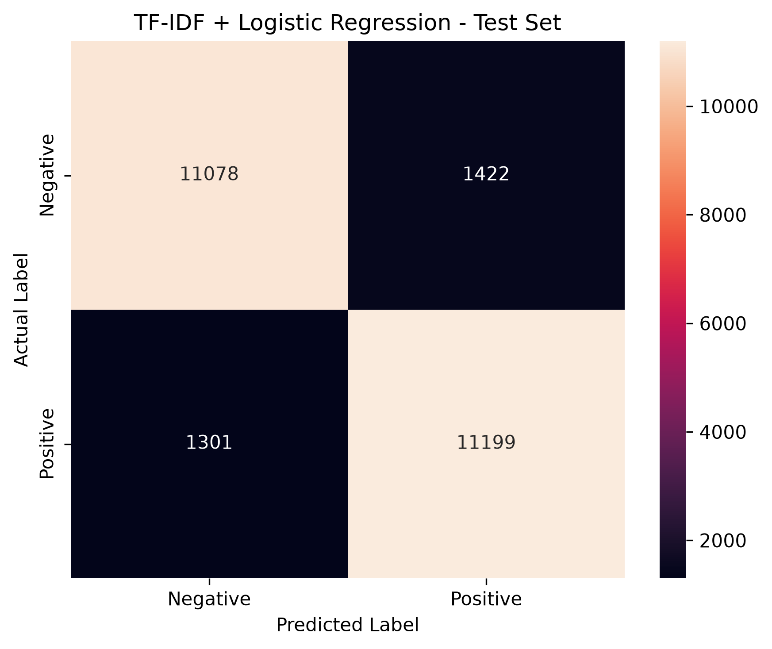 TF-IDF + Logistic Regression - Test Set
Actual Label
Negative
11078
1422
Positive
1301
11199
Negative
Positive
Predicted Label
10000
8000
6000
4000
2000